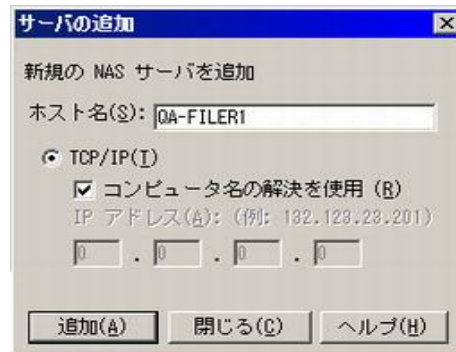 サーバの追加
新規の NAS サーバを追加
ホスト名(S): QA-FILER1
TCP/IP(T)
コンピュータ名の解決を使用 (R)
IP アドレス(A): (例: 132.123.23.201)
0 . 0 . 0 . 0
追加(A) 閉じる(C) ヘルプ(H)